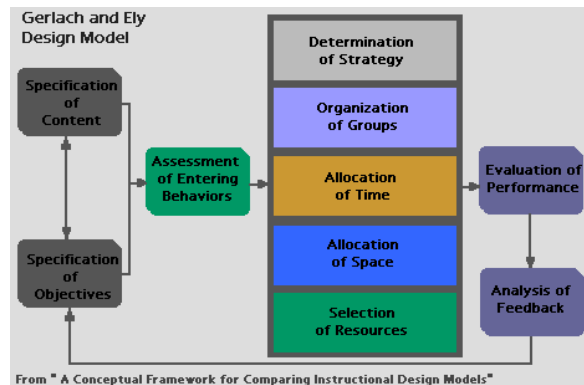 Gerlach and Ely
Design Model
Specification
of
Content
Specification
of
Objectives
Assessment
of Entering
Behaviors
Determination
of Strategy
Organization
of Groups
Allocation
of Time
Allocation
of Space
Selection
of Resources
Evaluation of
Performance
Analysis of
Feedback
From " A Conceptual Framework for Comparing Instructional Design Models"